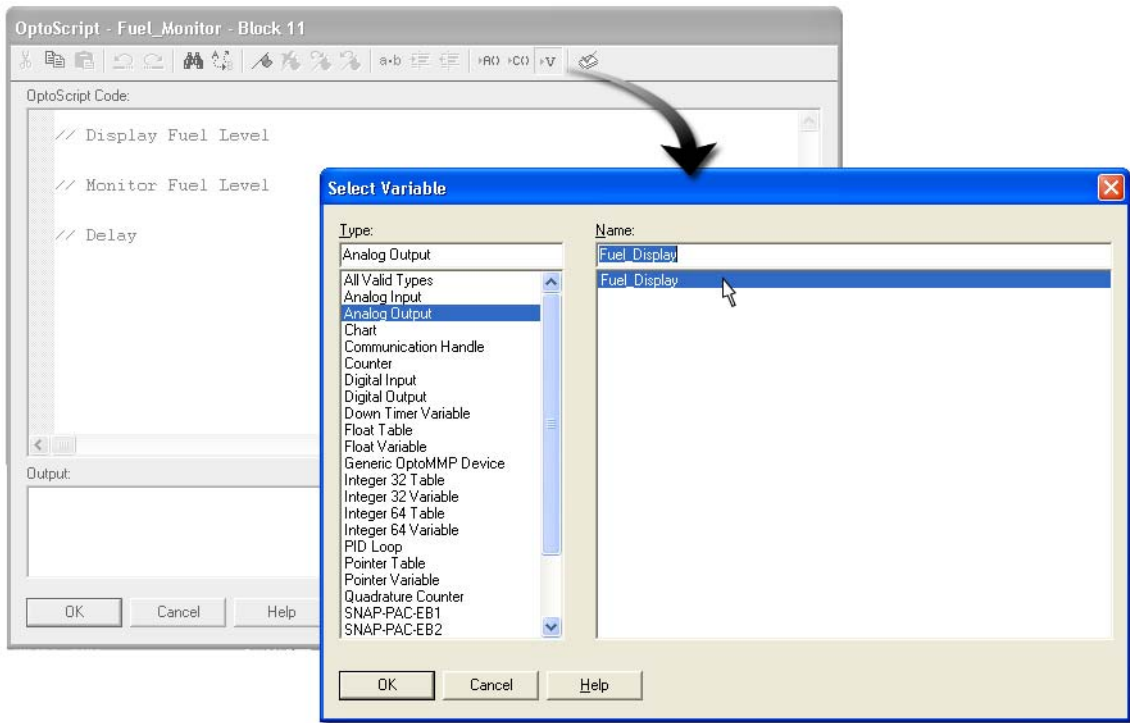 OptoScript - Fuel_Monitor - Block 11
a•b A() C() V
OptoScript Code:
// Display Fuel Level
// Monitor Fuel Level
// Delay
Output:
OK Cancel Help
Select Variable
Type:
Analog Output
All Valid Types
Analog Input
Analog Output
Chart
Communication Handle
Counter
Digital Input
Digital Output
Down Timer Variable
Float Table
Float Variable
Generic OptoMMP Device
Integer 32 Table
Integer 32 Variable
Integer 64 Table
Integer 64 Variable
PID Loop
Pointer Table
Pointer Variable
Quadrature Counter
SNAP-PAC-EB1
SNAP-PAC-EB2
Name:
Fuel_Display
Fuel_Display
OK Cancel Help